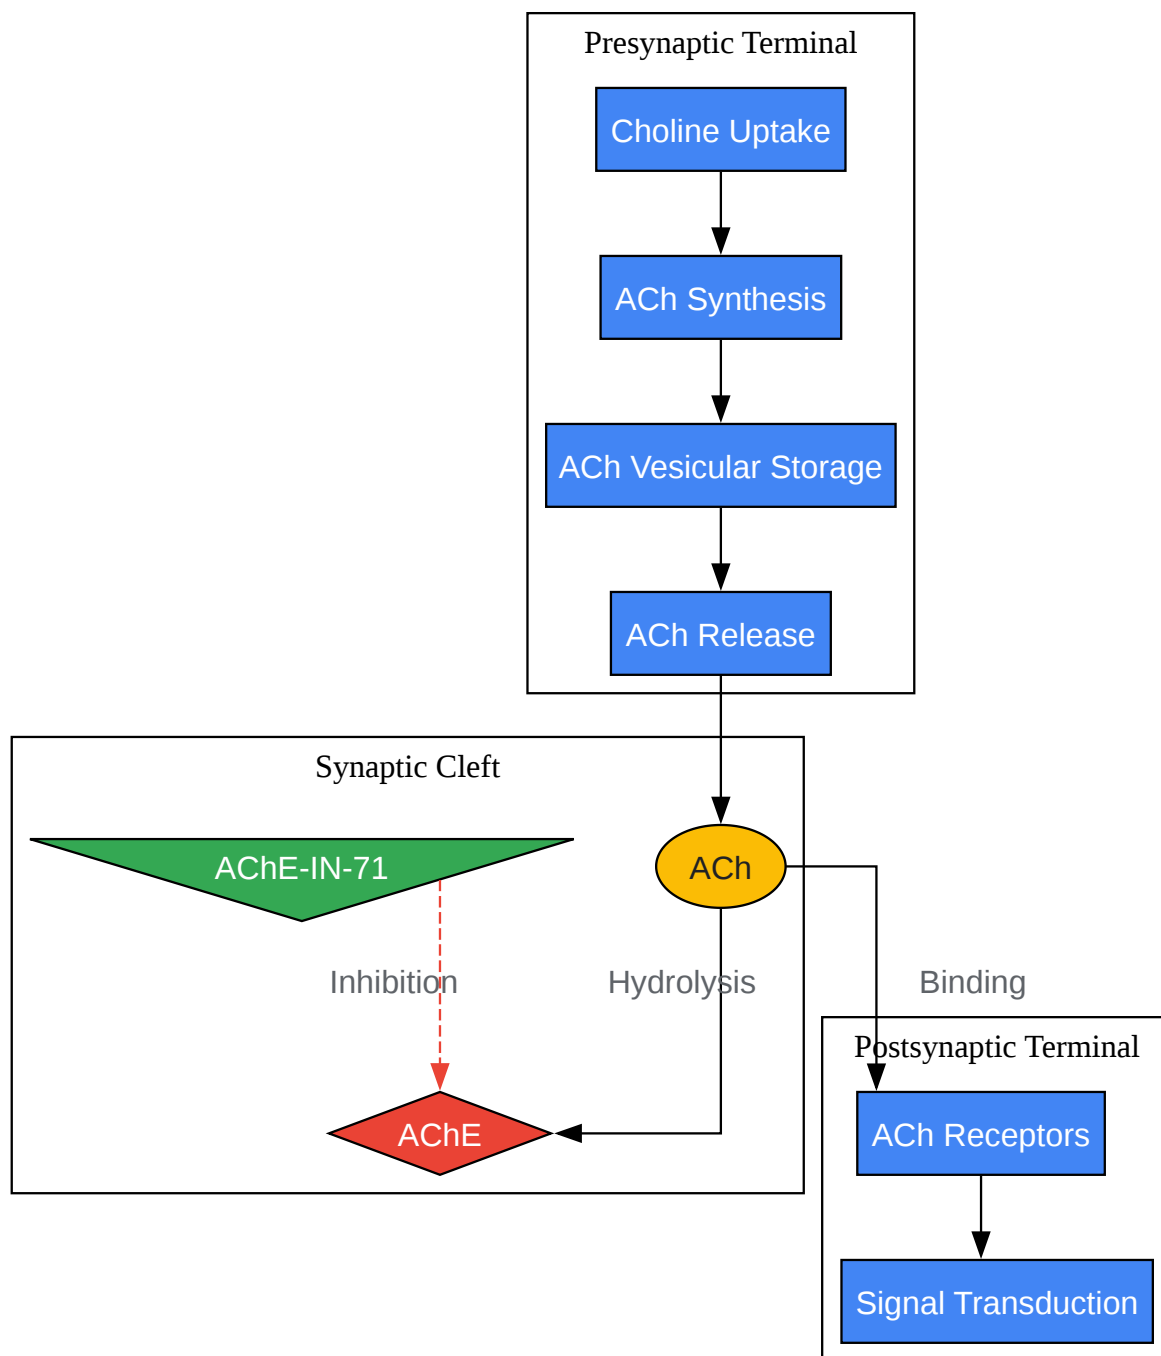 Presynaptic Terminal
Choline Uptake
ACh Synthesis
ACh Vesicular Storage
ACh Release
Synaptic Cleft
AChE-IN-71
ACh
Inhibition
Hydrolysis
Binding
Postsynaptic Terminal
AChE
ACh Receptors
Signal Transduction